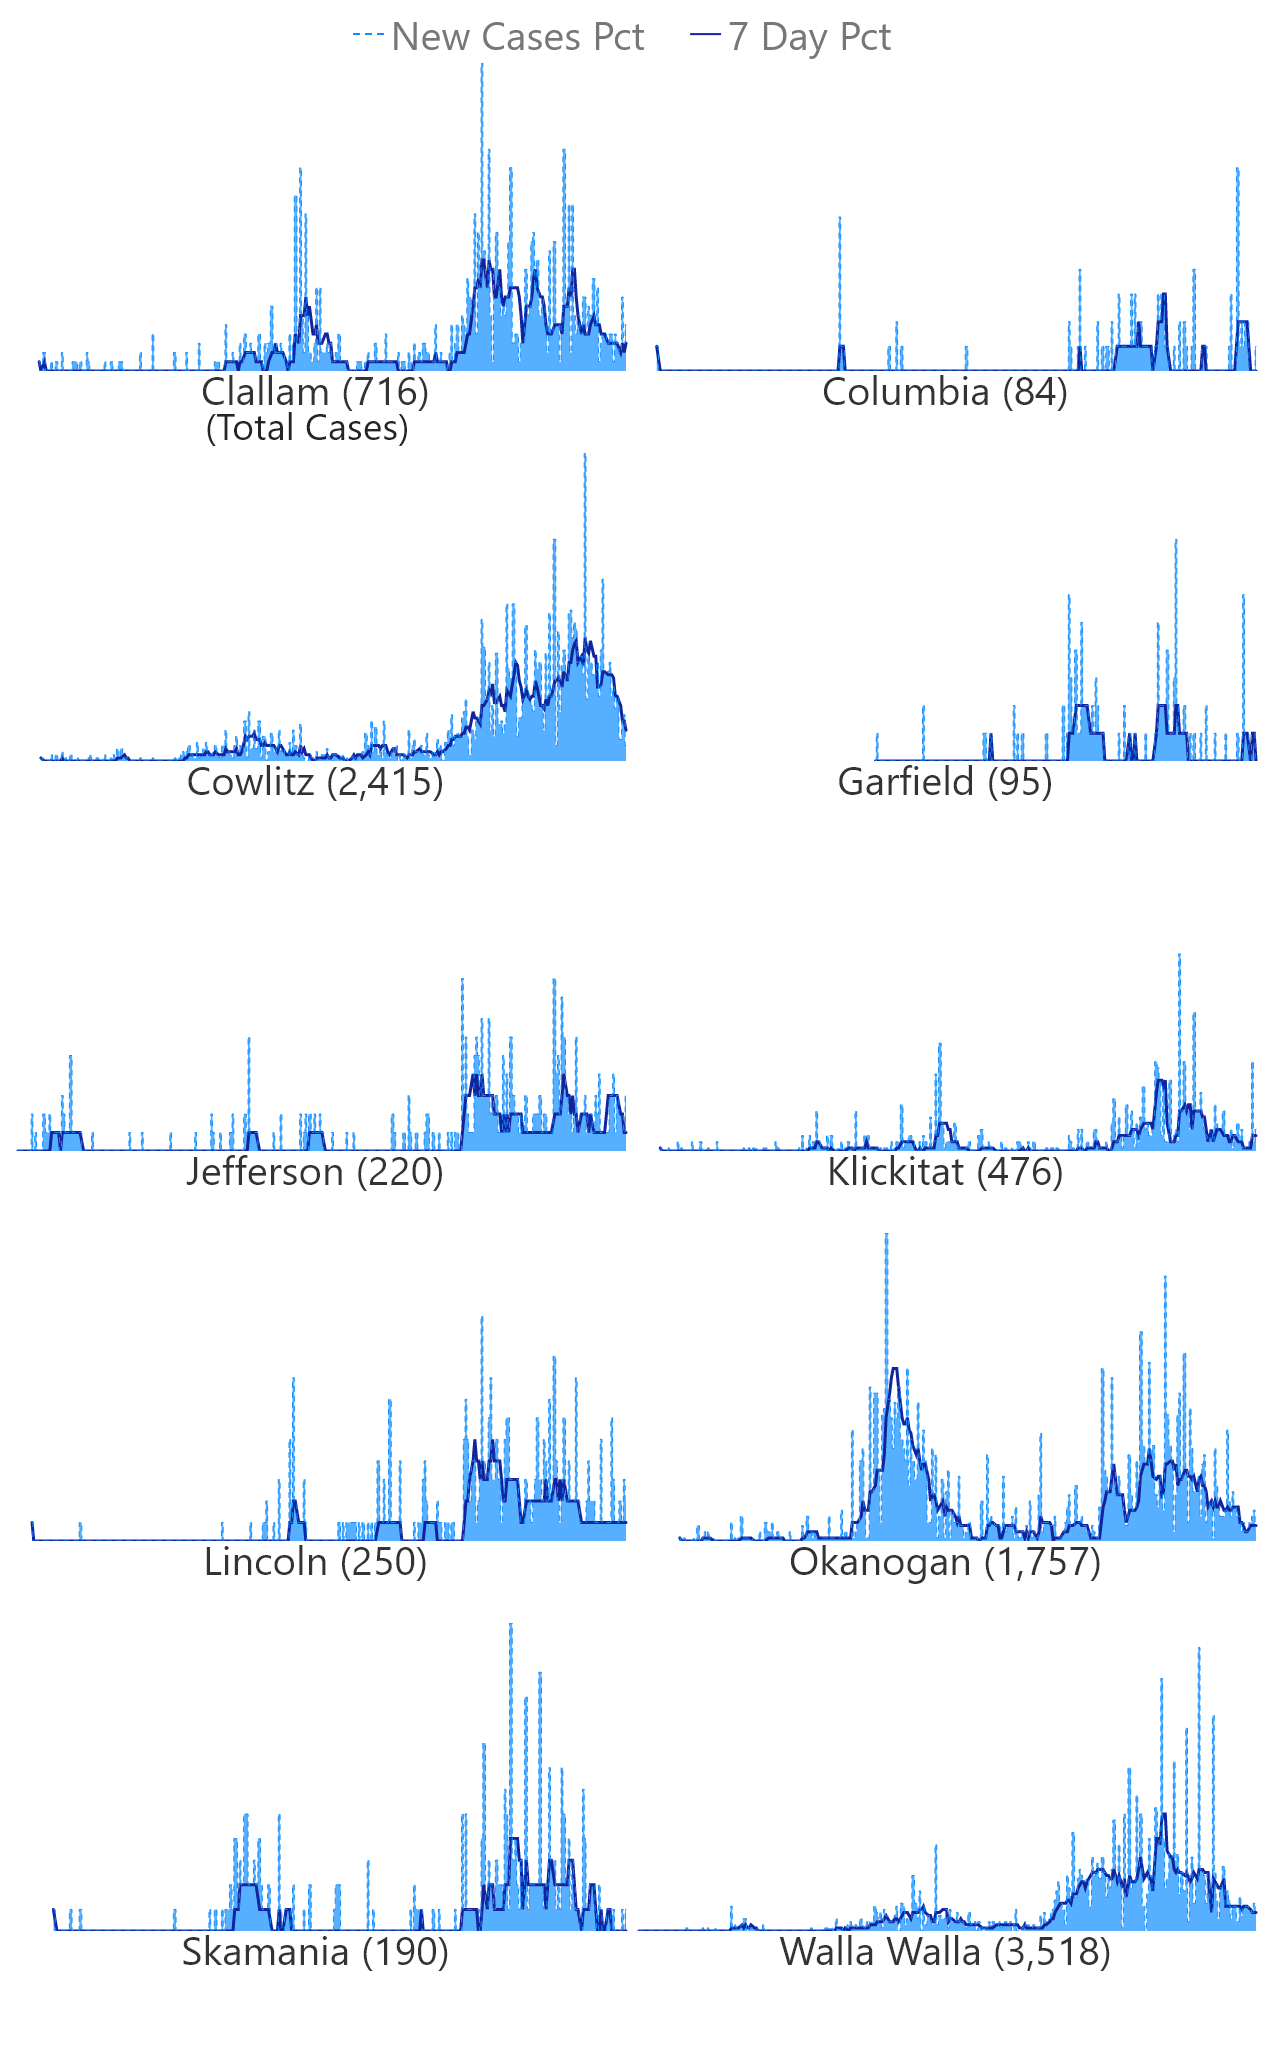 New Cases Pct 7 Day Pct
Clallam (716) Columbia (84)
(Total Cases)
Cowlitz (2,415) Garfield (95)
Jefferson (220) Klickitat (476)
Lincoln (250) Okanogan (1,757)
Skamania (190) Walla Walla (3,518)